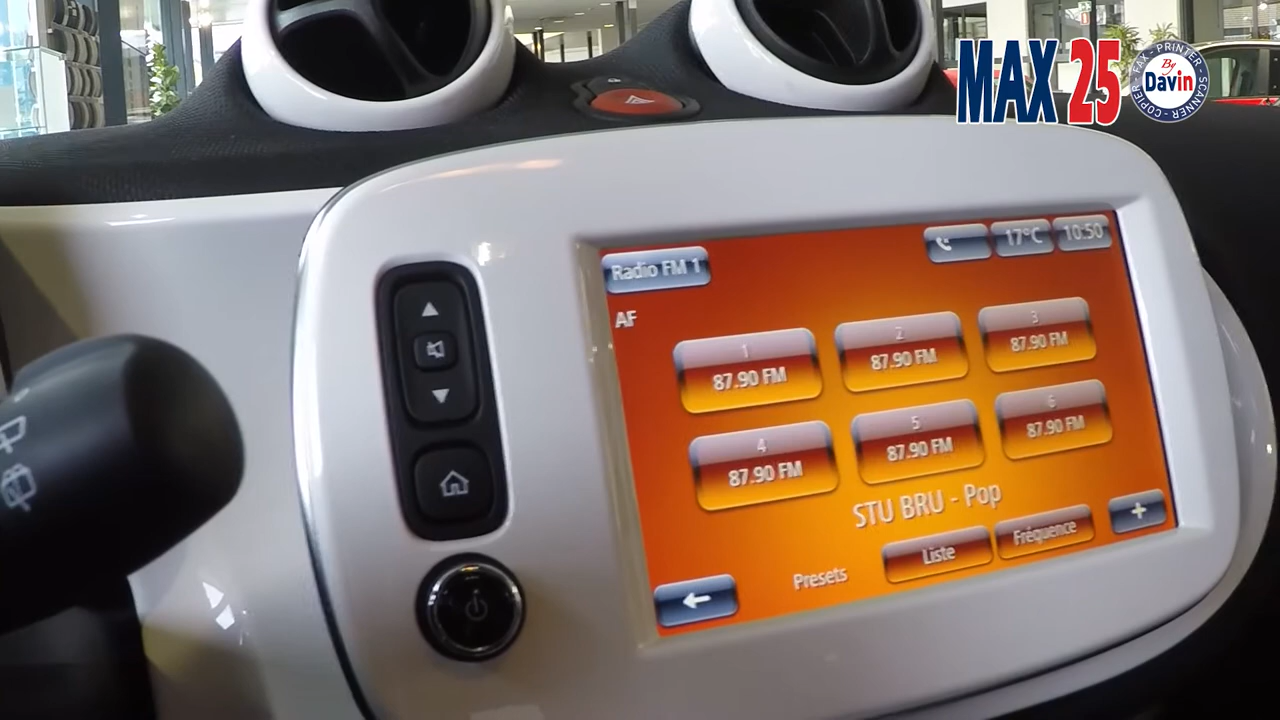 MAX 25
FAX - PRINTER - SCANNER - COPIER -
By
Davin
Radio FM 1
17°C
10:50
AF
1
87.90 FM
2
87.90 FM
3
87.90 FM
4
87.90 FM
5
87.90 FM
6
87.90 FM
STU BRU - Pop
Presets
Liste
Fréquence
+